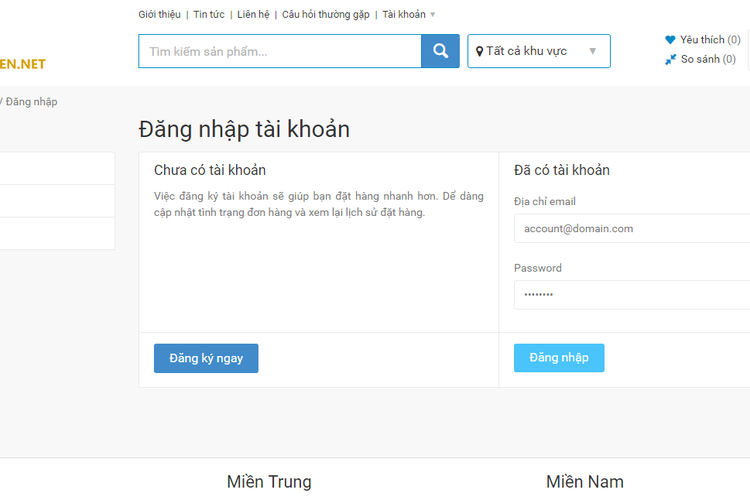 Giới thiệu | Tin tức | Liên hệ | Câu hỏi thường gặp | Tài khoản
EN.NET
Tìm kiếm sản phẩm...
Tất cả khu vực
Yêu thích (0)
So sánh (0)
/ Đăng nhập
Đăng nhập tài khoản
Chưa có tài khoản
Việc đăng ký tài khoản sẽ giúp bạn đặt hàng nhanh hơn. Dể dàng
cập nhật tình trạng đơn hàng và xem lại lịch sử đặt hàng.
Đăng ký ngay
Đã có tài khoản
Địa chỉ email
account@domain.com
Password
••••••••
Đăng nhập
Miền Trung
Miền Nam